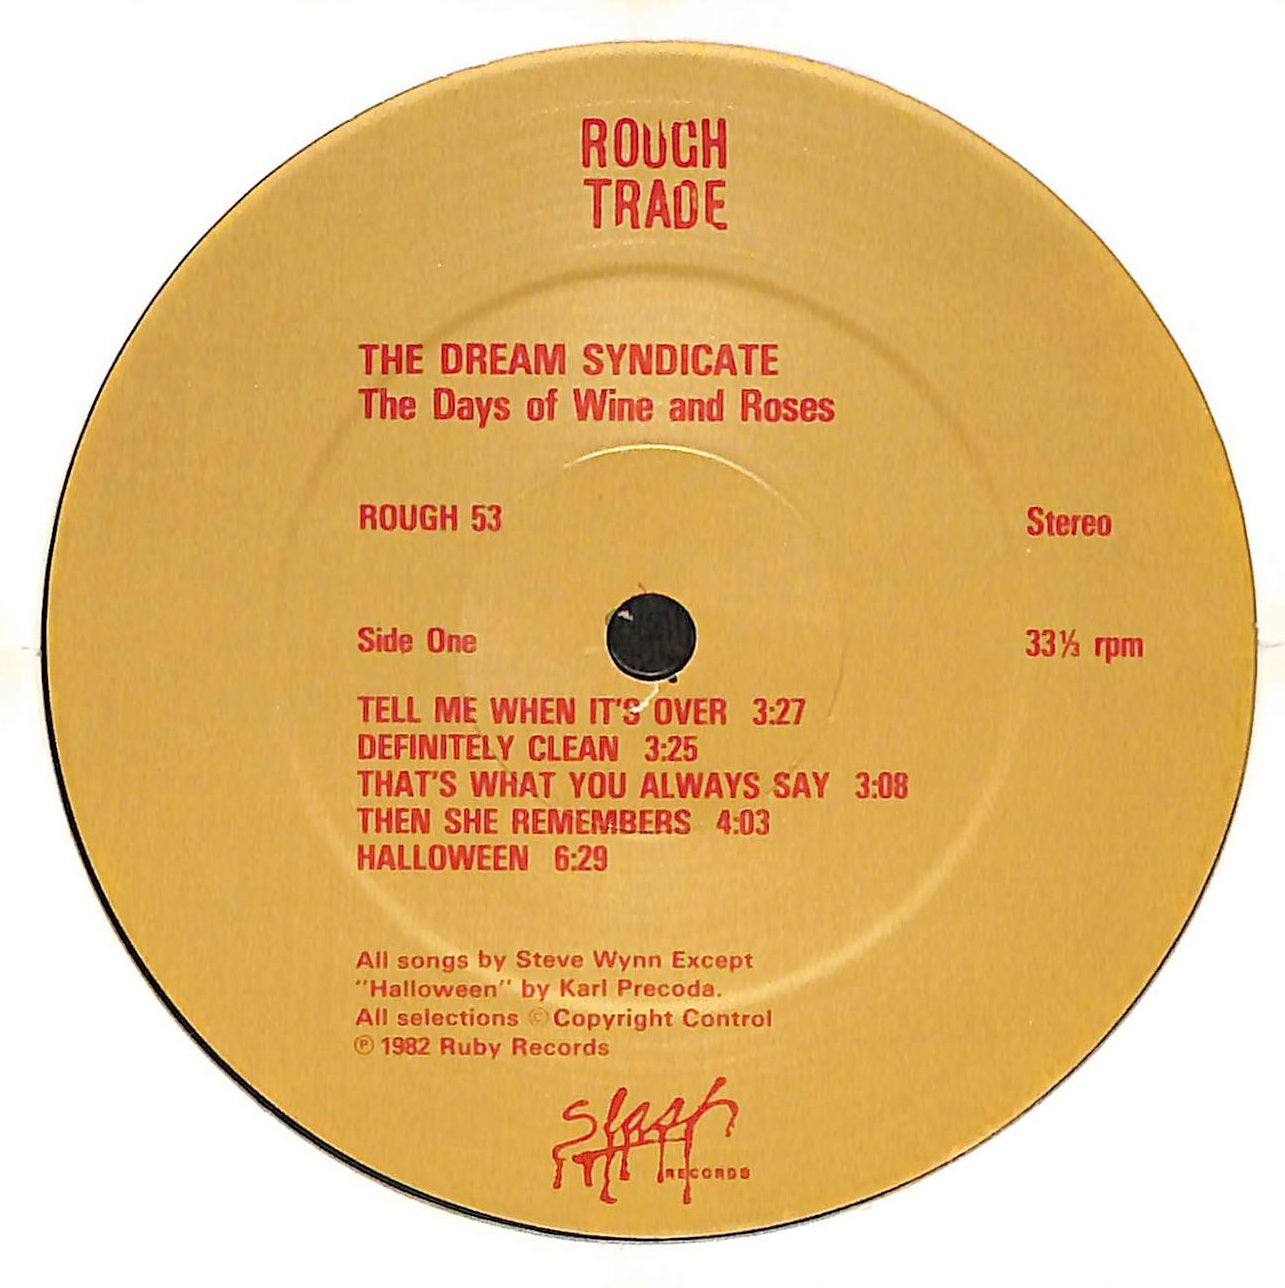 ROUGH
TRADE
THE DREAM SYNDICATE
The Days of Wine and Roses
ROUGH 53
Stereo
Side One
33⅓ rpm
TELL ME WHEN IT'S OVER 3:27
DEFINITELY CLEAN 3:25
THAT'S WHAT YOU ALWAYS SAY 3:08
THEN SHE REMEMBERS 4:03
HALLOWEEN 6:29
All songs by Steve Wynn Except
"Halloween" by Karl Precoda.
All selections © Copyright Control
℗ 1982 Ruby Records
Slash
RECORDS